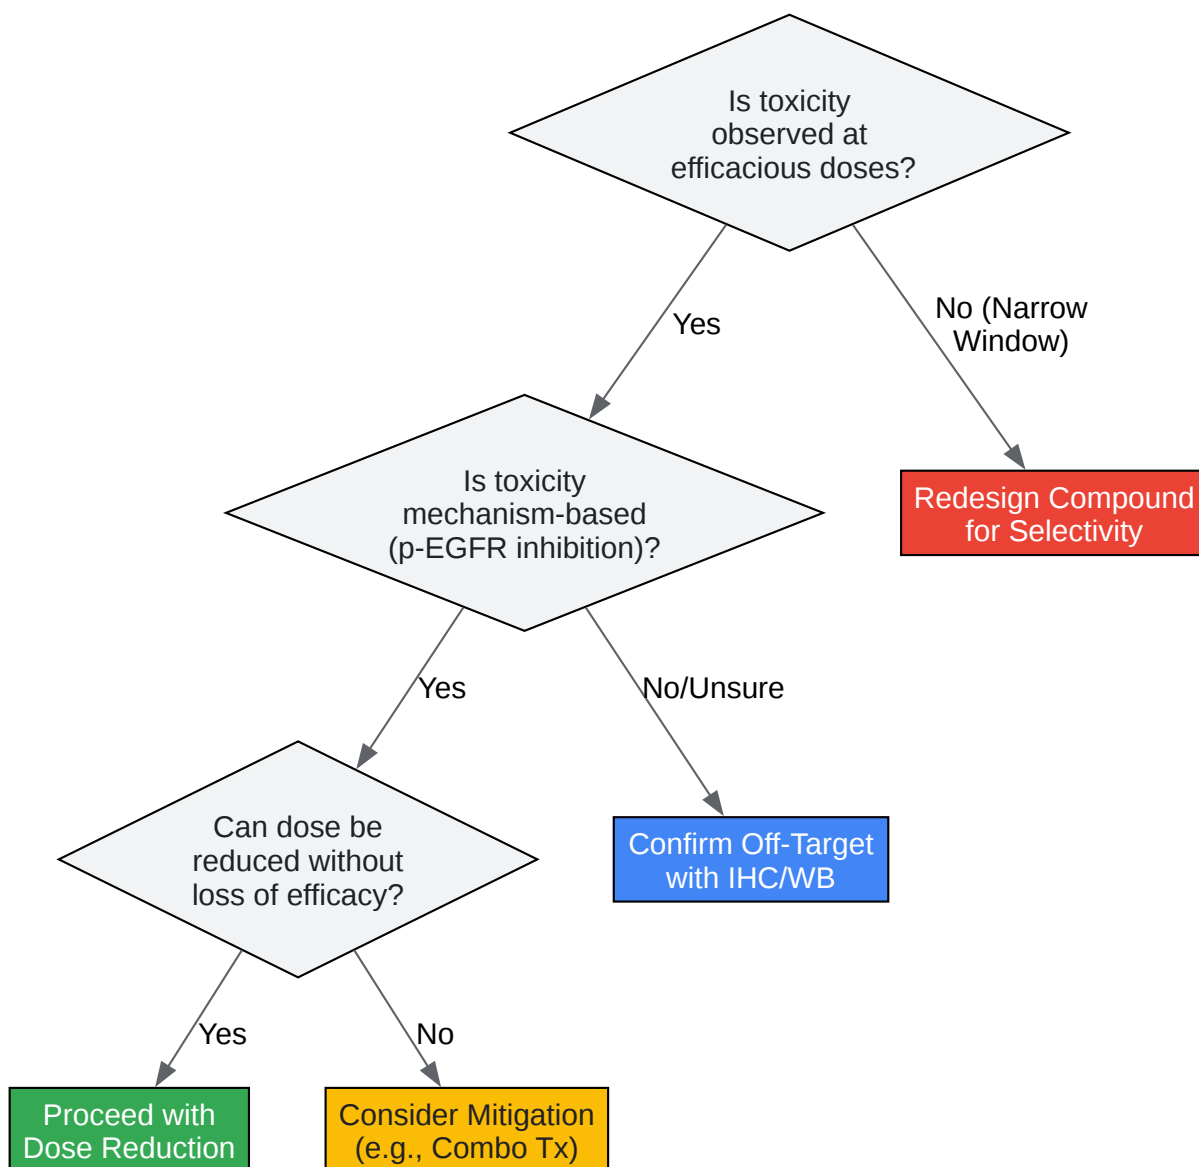 Is toxicity
observed at
efficacious doses?
Yes
No (Narrow
Window)
Is toxicity
mechanism-based
(p-EGFR inhibition)?
Redesign Compound
for Selectivity
Yes
No/Unsure
Can dose be
reduced without
loss of efficacy?
Confirm Off-Target
with IHC/WB
Yes
No
Proceed with
Dose Reduction
Consider Mitigation
(e.g., Combo Tx)